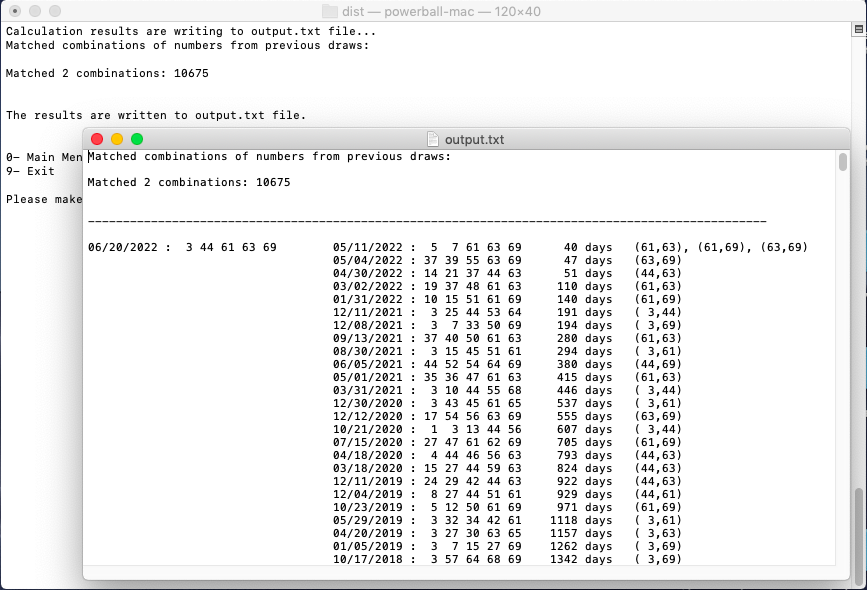 dist — powerball-mac — 120×40
Calculation results are writing to output.txt file...
Matched combinations of numbers from previous draws:
Matched 2 combinations: 10675
The results are written to output.txt file.
0- Main Men
9- Exit
Please make
output.txt
Matched combinations of numbers from previous draws:
Matched 2 combinations: 10675
-------------------------------------------------------------------------------------------------
06/20/2022 :  3 44 61 63 69        05/11/2022 :  5  7 61 63 69      40 days   (61,63), (61,69), (63,69)
05/04/2022 : 37 39 55 63 69      47 days   (63,69)
04/30/2022 : 14 21 37 44 63      51 days   (44,63)
03/02/2022 : 19 37 48 61 63     110 days   (61,63)
01/31/2022 : 10 15 51 61 69     140 days   (61,69)
12/11/2021 :  3 25 44 53 64     191 days   ( 3,44)
12/08/2021 :  3  7 33 50 69     194 days   ( 3,69)
09/13/2021 : 37 40 50 61 63     280 days   (61,63)
08/30/2021 :  3 15 45 51 61     294 days   ( 3,61)
06/05/2021 : 44 52 54 64 69     380 days   (44,69)
05/01/2021 : 35 36 47 61 63     415 days   (61,63)
03/31/2021 :  3 10 44 55 68     446 days   ( 3,44)
12/30/2020 :  3 43 45 61 65     537 days   ( 3,61)
12/12/2020 : 17 54 56 63 69     555 days   (63,69)
10/21/2020 :  1  3 13 44 56     607 days   ( 3,44)
07/15/2020 : 27 47 61 62 69     705 days   (61,69)
04/18/2020 :  4 44 46 56 63     793 days   (44,63)
03/18/2020 : 15 27 44 59 63     824 days   (44,63)
12/11/2019 : 24 29 42 44 63     922 days   (44,63)
12/04/2019 :  8 27 44 51 61     929 days   (44,61)
10/23/2019 :  5 12 50 61 69     971 days   (61,69)
05/29/2019 :  3 32 34 42 61    1118 days   ( 3,61)
04/20/2019 :  3 27 30 63 65    1157 days   ( 3,63)
01/05/2019 :  3  7 15 27 69    1262 days   ( 3,69)
10/17/2018 :  3 57 64 68 69    1342 days   ( 3,69)